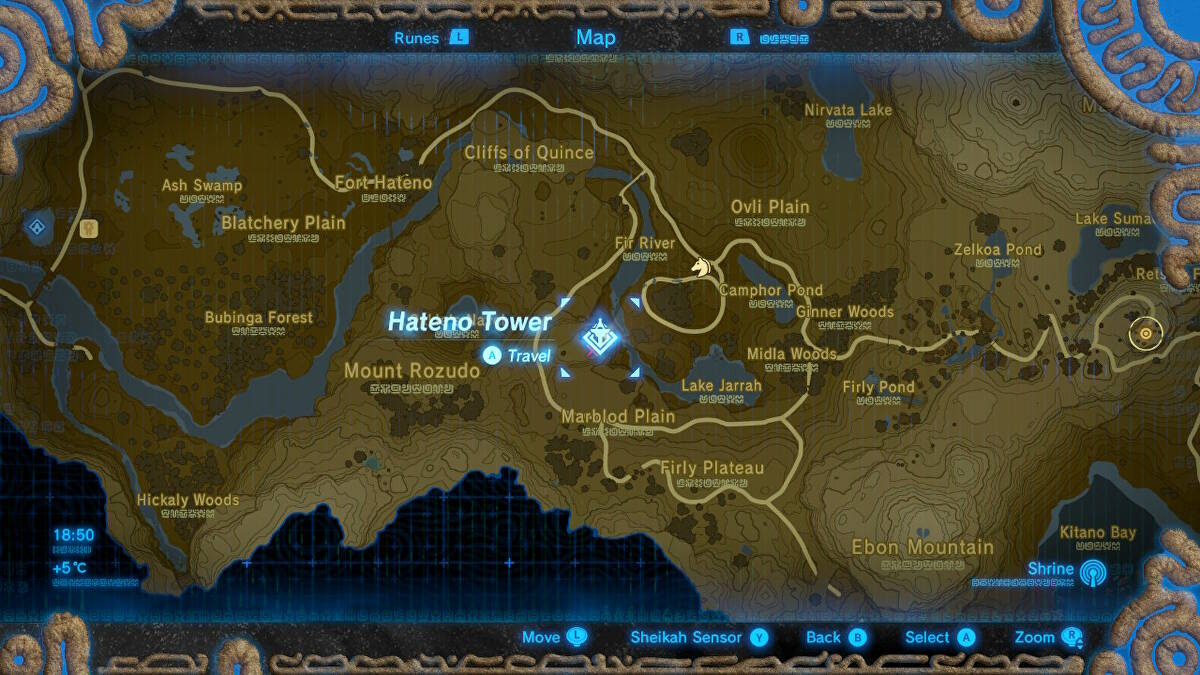 Runes L
Map
R
Nirvata Lake
Cliffs of Quince
Ash Swamp
Fort Hateno
Blatchery Plain
Ovli Plain
Lake Suma
Fir River
Zelkoa Pond
Camphor Pond
Ginner Woods
Bubinga Forest
Hateno Tower
A Travel
Midla Woods
Mount Rozudo
Lake Jarrah
Firly Pond
Marblod Plain
Firly Plateau
Hickaly Woods
18:50
+5°C
Kitano Bay
Ebon Mountain
Shrine
Move L
Sheikah Sensor Y
Back B
Select A
Zoom R